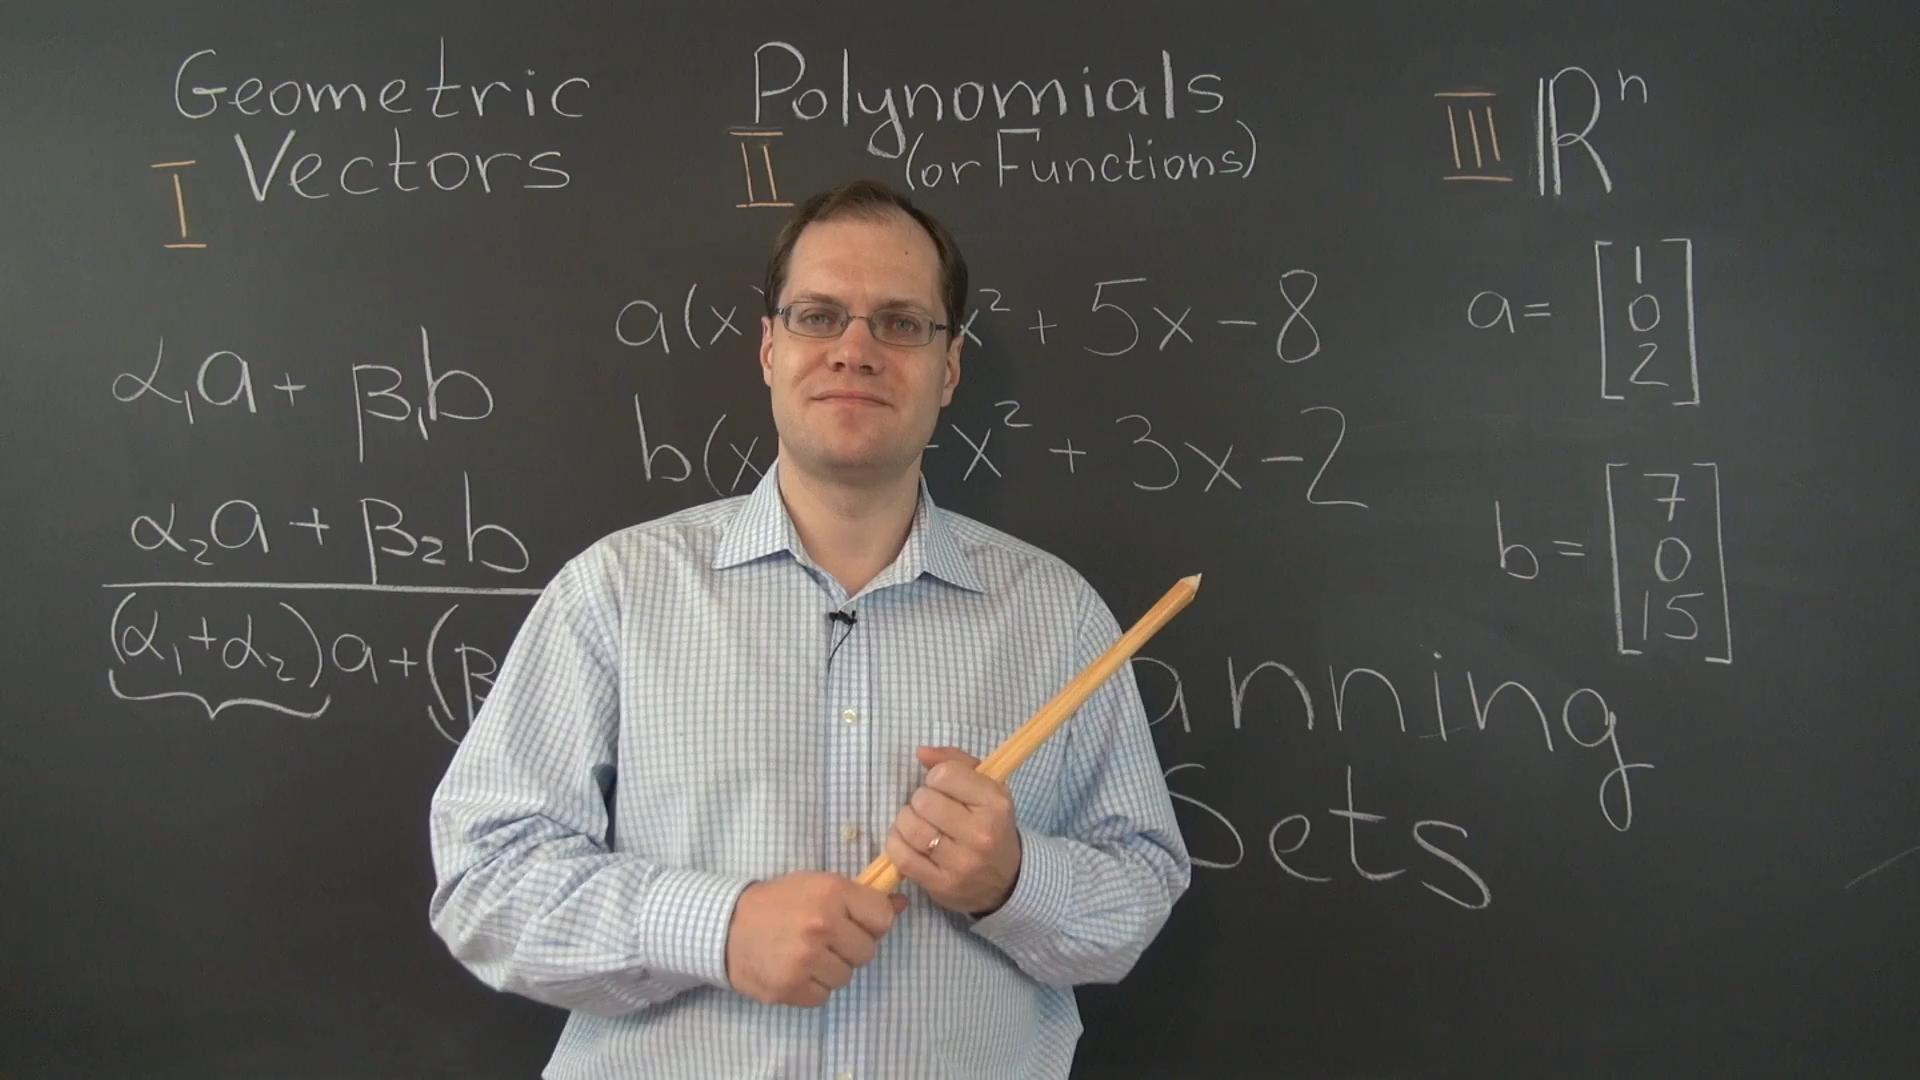 Geometric
I Vectors
α₁a + β₁b
α₂a + β₂b
(α₁+α₂)a+(β
Polynomials
II (or Functions)
a(x x² + 5x - 8
b(x -x² + 3x - 2
III ℝⁿ
a= [1
0
2]
b= [7
0
15]
anning
Sets